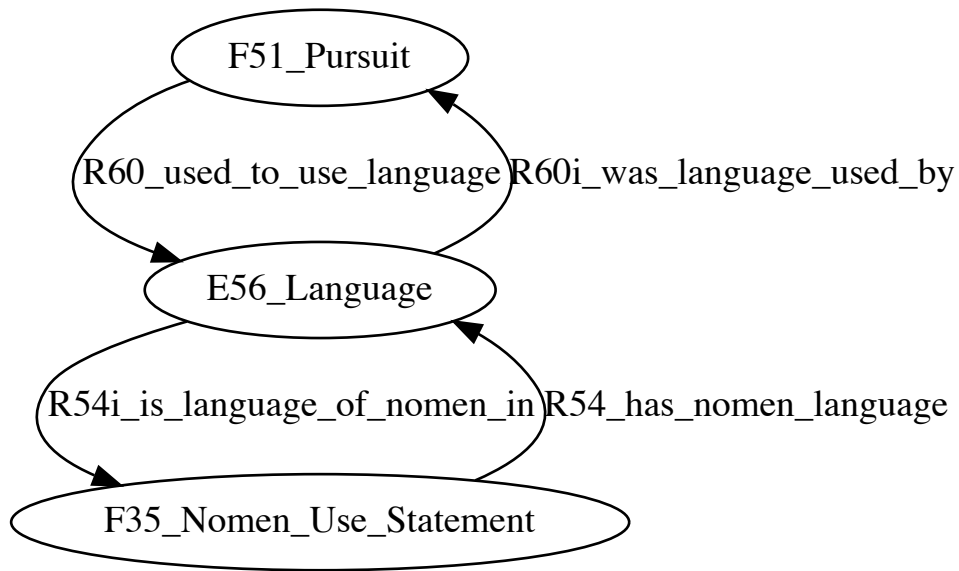 F51_Pursuit
R60_used_to_use_language
R60i_was_language_used_by
E56_Language
R54i_is_language_of_nomen_in
R54_has_nomen_language
F35_Nomen_Use_Statement